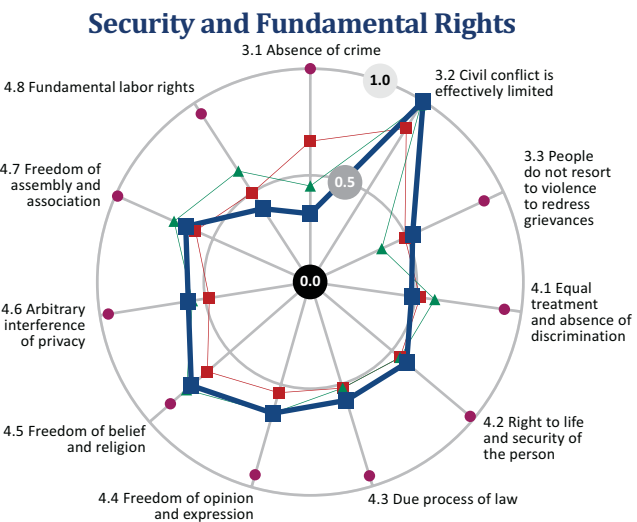 Security and Fundamental Rights
3.1 Absence of crime
1.0
3.2 Civil conflict is
effectively limited
4.8 Fundamental labor rights
3.3 People
do not resort
to violence
to redress
grievances
0.5
4.7 Freedom of
assembly and
association
0.0
4.1 Equal
treatment
and absence of
discrimination
4.6 Arbitrary
interference
of privacy
4.2 Right to life
and security of
the person
4.5 Freedom of belief
and religion
4.4 Freedom of opinion
and expression
4.3 Due process of law